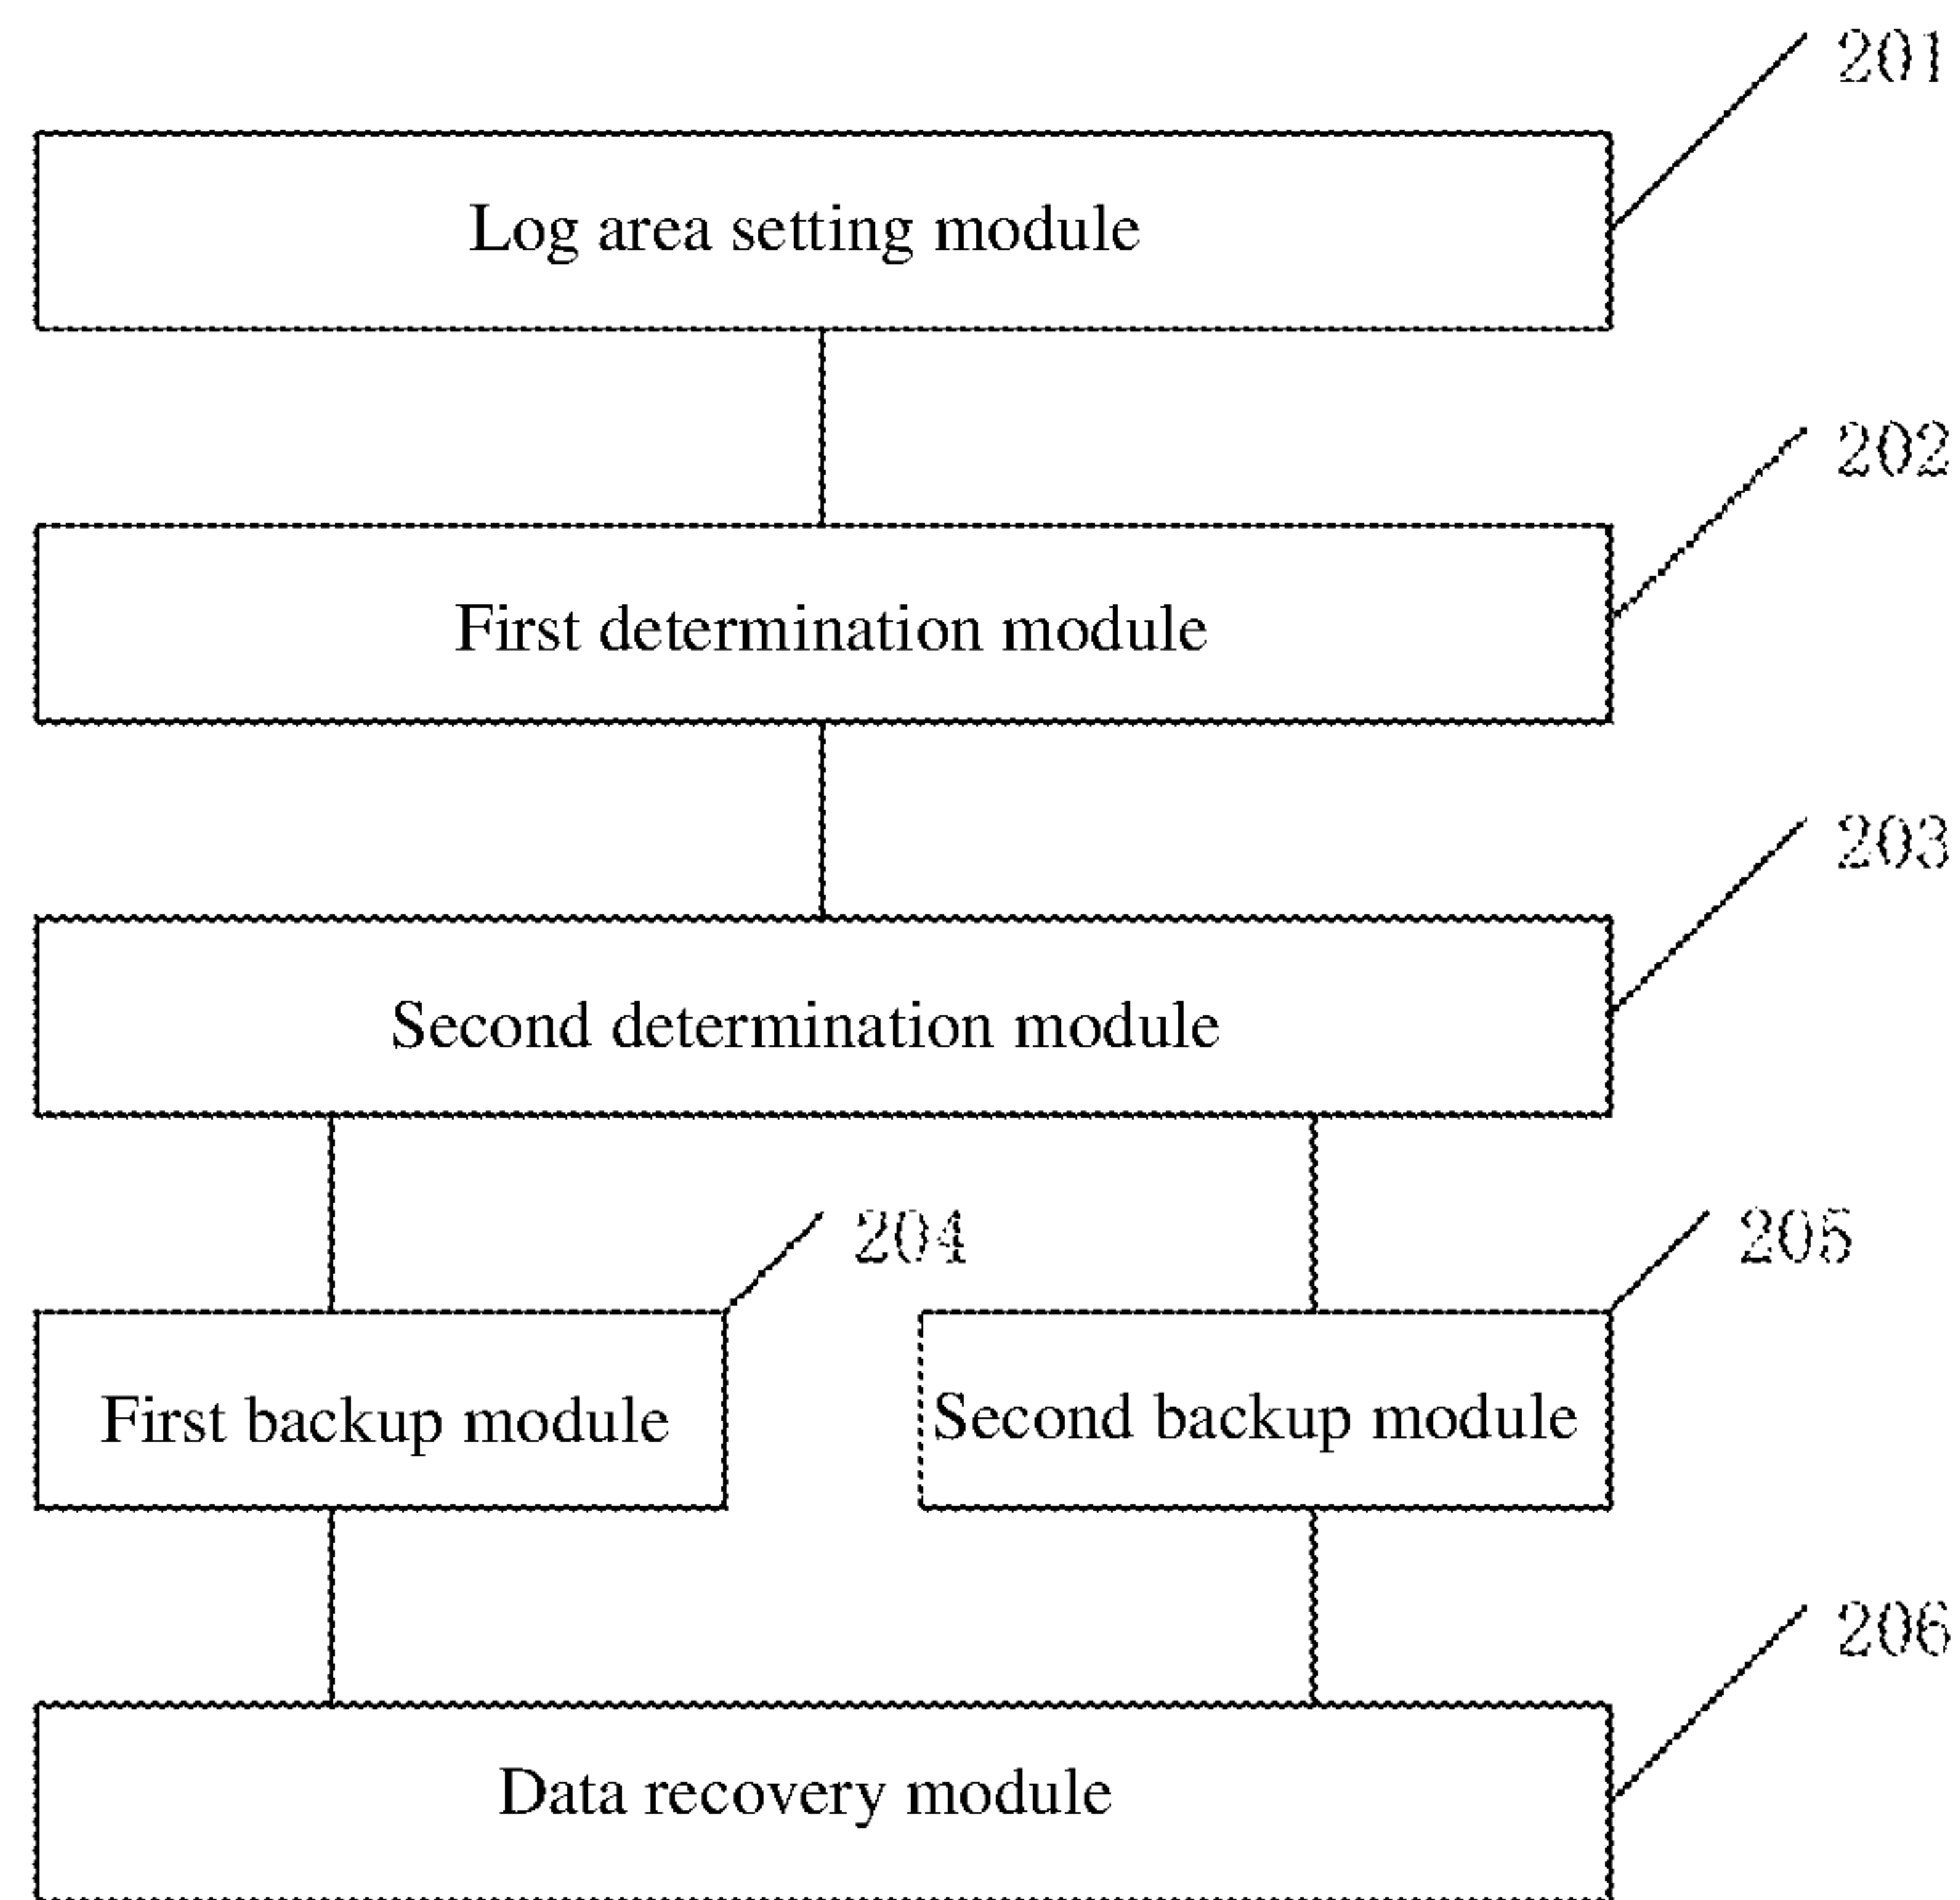 201
Log area setting module
202
First determination module
203
Second determination module
204
205
First backup module
Second backup module
206
Data recovery module